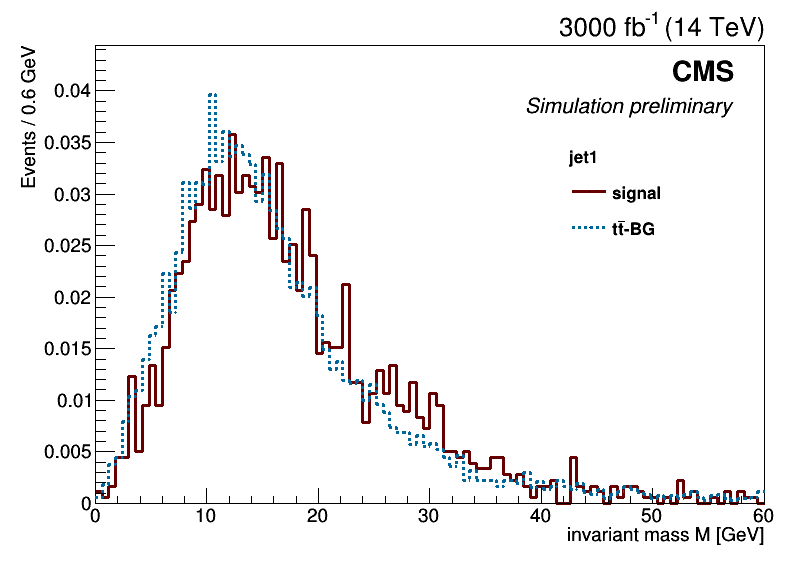 3000 fb⁻¹ (14 TeV)
CMS
Simulation preliminary
jet1
signal
tt̄-BG
Events / 0.6 GeV
0.04
0.035
0.03
0.025
0.02
0.015
0.01
0.005
0
0 10 20 30 40 50 60
invariant mass M [GeV]